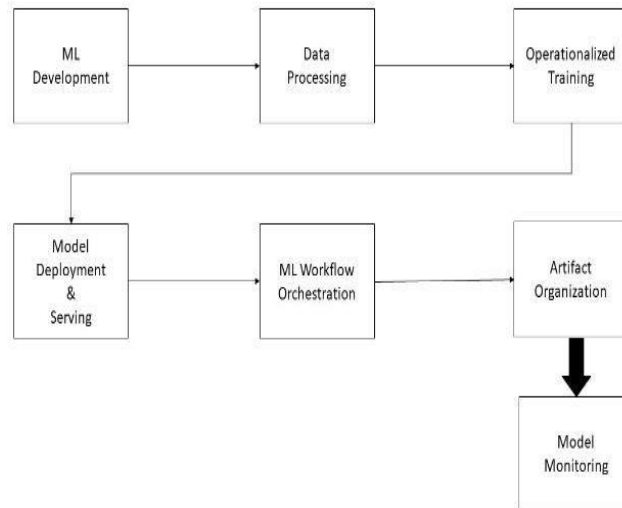 ML
Development
Data
Processing
Operationalized
Training
Model
Deployment
&
Serving
ML Workflow
Orchestration
Artifact
Organization
Model
Monitoring